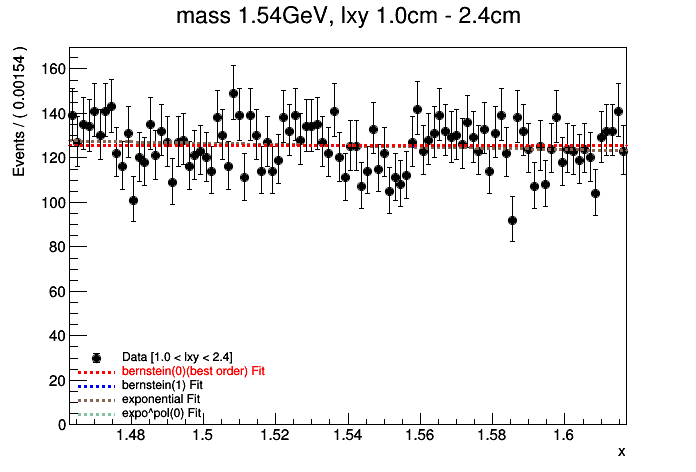 mass 1.54GeV, lxy 1.0cm - 2.4cm
Events / ( 0.00154 )
160
140
120
100
80
60
40
20
0
Data [1.0 < lxy < 2.4]
bernstein(0)(best order) Fit
bernstein(1) Fit
exponential Fit
expo^pol(0) Fit
1.48 1.5 1.52 1.54 1.56 1.58 1.6
x